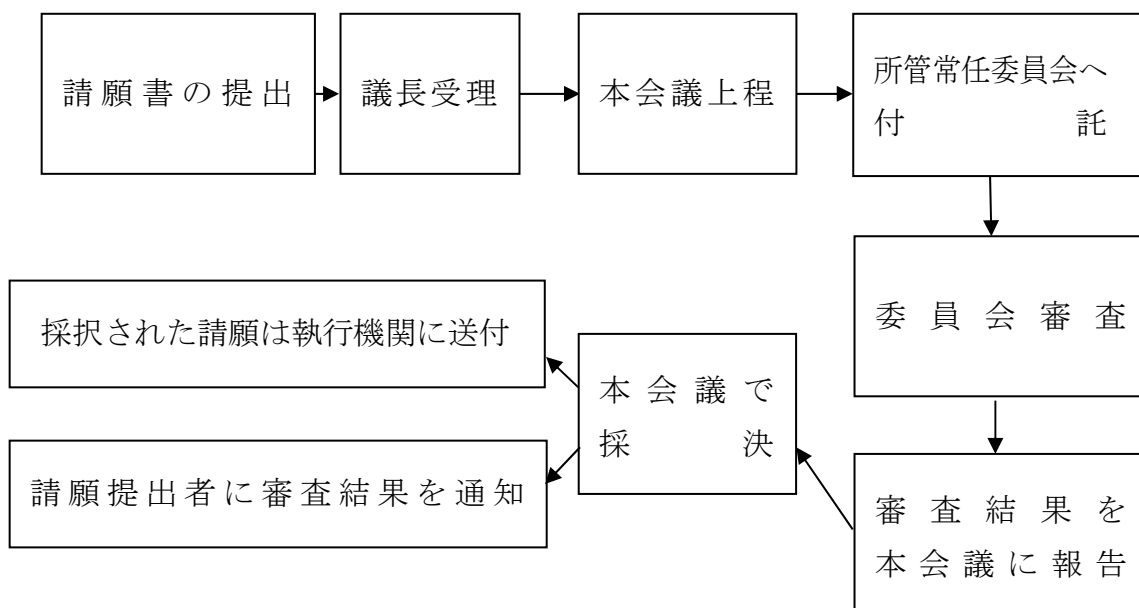 請願書の提出
議長受理
本会議上程
所管常任委員会へ
付託
委員会審査
審査結果を
本会議に報告
本会議で
採決
採択された請願は執行機関に送付
請願提出者に審査結果を通知